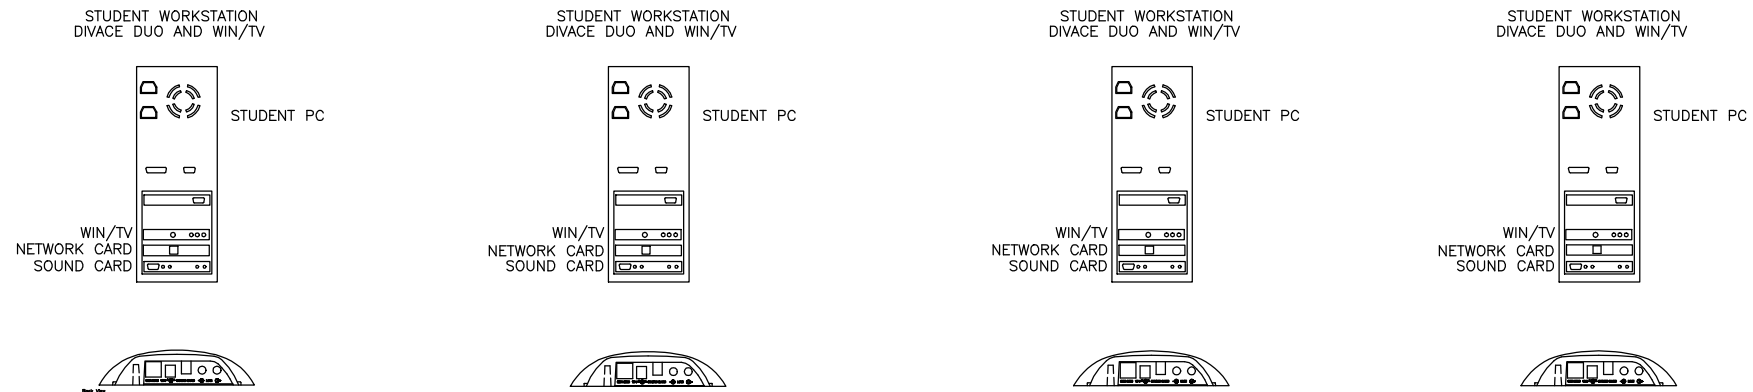 STUDENT WORKSTATION
DIVACE DUO AND WIN/TV
STUDENT PC
WIN/TV
NETWORK CARD
SOUND CARD
STUDENT WORKSTATION
DIVACE DUO AND WIN/TV
STUDENT PC
WIN/TV
NETWORK CARD
SOUND CARD
STUDENT WORKSTATION
DIVACE DUO AND WIN/TV
STUDENT PC
WIN/TV
NETWORK CARD
SOUND CARD
STUDENT WORKSTATION
DIVACE DUO AND WIN/TV
STUDENT PC
WIN/TV
NETWORK CARD
SOUND CARD